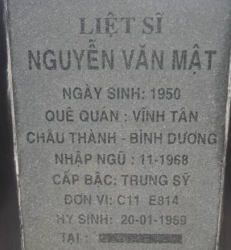 LIỆT SĨ
NGUYỄN VĂN MẬT
NGÀY SINH: 1950
QUÊ QUÁN : VĨNH TÂN
CHÂU THÀNH - BÌNH DƯƠNG
NHẬP NGŨ : 11-1968
CẤP BẬC: TRUNG SỸ
ĐƠN VỊ: C11 E814
HY SINH: 20-01-1969
TẠI :